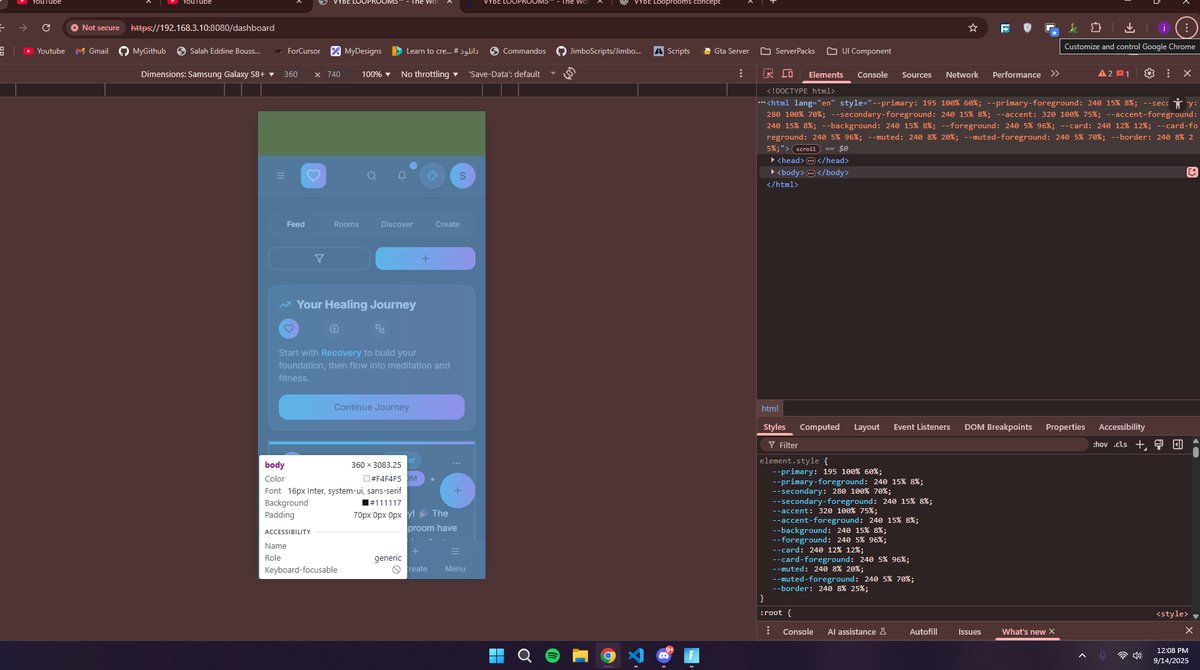 YouTube
YouTube
VYBE LOOPROOMS™ - The Wo
VYBE LOOPROOMS™ - The Wo
VYBE Looprooms concept
Not secure
https://192.168.3.10:8080/dashboard
Customize and control Google Chrome
Youtube
Gmail
MyGithub
Salah Eddine Bouss...
ForCursor
MyDesigns
Learn to cre... # دانلود
Commandos
JimboScripts/Jimbo...
Scripts
Gta Server
ServerPacks
UI Component
Dimensions: Samsung Galaxy S8+
360
×
740
100%
No throttling
'Save-Data': default
Elements
Console
Sources
Network
Performance
2
1
<!DOCTYPE html>
<html lang="en" style="--primary: 195 100% 60%; --primary-foreground: 240 15% 8%; --secondary:
280 100% 70%; --secondary-foreground: 240 15% 8%; --accent: 320 100% 75%; --accent-foreground:
240 15% 8%; --background: 240 15% 8%; --foreground: 240 5% 96%; --card: 240 12% 12%; --card-for
eground: 240 5% 96%; --muted: 240 8% 20%; --muted-foreground: 240 5% 70%; --border: 240 8% 2
5%;"> scroll == $0
<head> </head>
<body> </body>
</html>
S
Feed
Rooms
Discover
Create
+
Your Healing Journey
Start with Recovery to build your
foundation, then flow into meditation and
fitness.
Continue Journey
The
proom have
Menu
body
360 × 3083.25
Color
#F4F4F5
Font
16px Inter, system-ui, sans-serif
Background
#111117
Padding
70px 0px 0px
ACCESSIBILITY
Name
Role
generic
Keyboard-focusable
html
Styles
Computed
Layout
Event Listeners
DOM Breakpoints
Properties
Accessibility
Filter
:hov
.cls
element.style {
--primary: 195 100% 60%;
--primary-foreground: 240 15% 8%;
--secondary: 280 100% 70%;
--secondary-foreground: 240 15% 8%;
--accent: 320 100% 75%;
--accent-foreground: 240 15% 8%;
--background: 240 15% 8%;
--foreground: 240 5% 96%;
--card: 240 12% 12%;
--card-foreground: 240 5% 96%;
--muted: 240 8% 20%;
--muted-foreground: 240 5% 70%;
--border: 240 8% 25%;
}
:root {
<style>
Console
AI assistance
Autofill
Issues
What's new
12:08 PM
9/14/2025